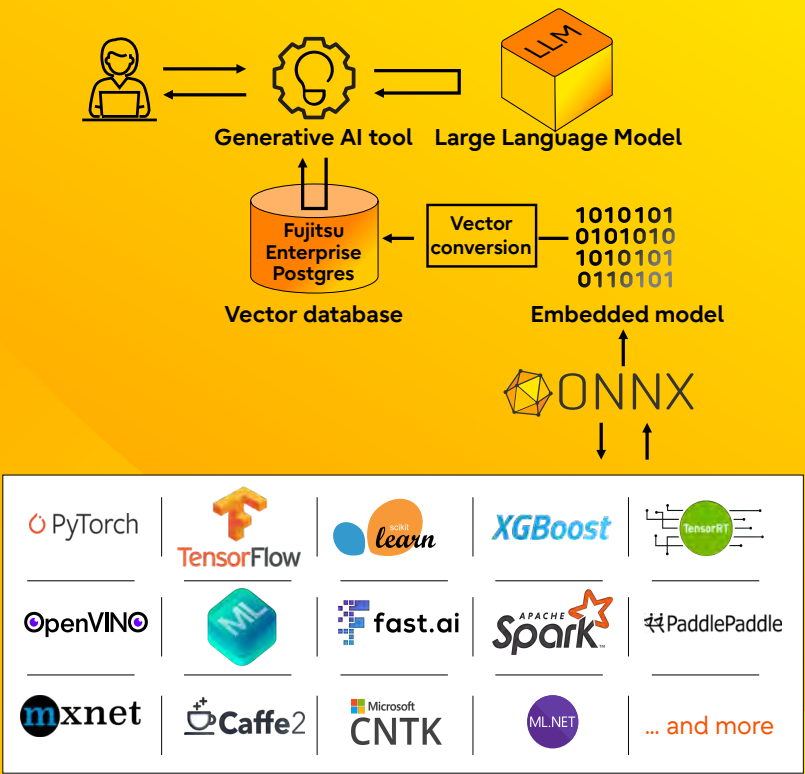 LLM
Generative AI tool
Large Language Model
Fujitsu
Enterprise
Postgres
Vector
conversion
1010101
0101010
1010101
0110101
Vector database
Embedded model
ONNX
PyTorch
TensorFlow
scikit
learn
XGBoost
TensorRT
OpenVINO
ML
fast.ai
APACHE
Spark
TM
PaddlePaddle
mxnet
Caffe2
Microsoft
CNTK
ML.NET
... and more